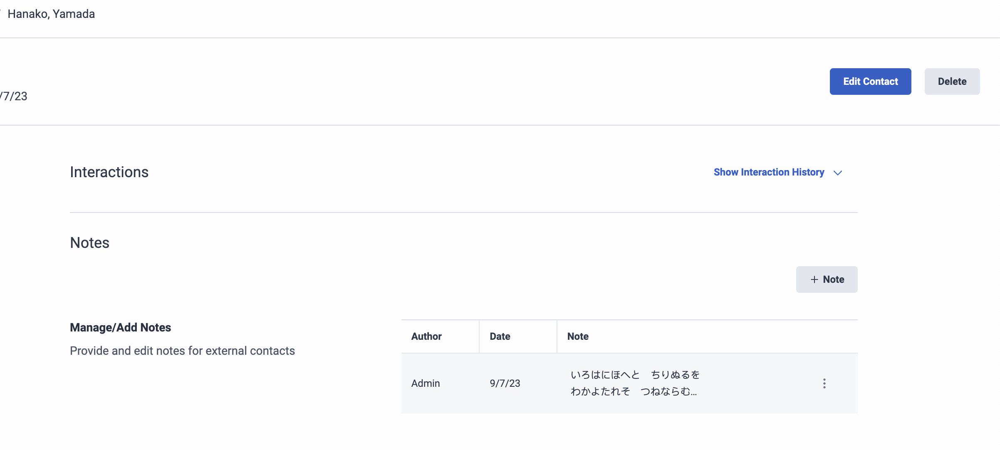 Hanako, Yamada
Edit Contact
Delete
/7/23
Interactions
Show Interaction History
Notes
+ Note
Manage/Add Notes
Provide and edit notes for external contacts
Author Date Note
Admin 9/7/23 いろはにほへと　ちりぬるを
わかよたれそ　つねならむ...